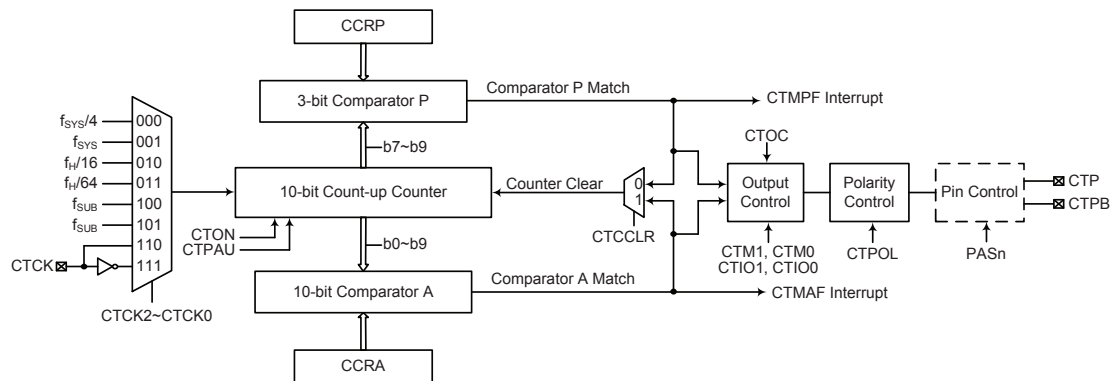 CCRP
3-bit Comparator P
Comparator P Match
CTMPF Interrupt
b7~b9
fSYS/4
fSYS
fH/16
fH/64
fSUB
fSUB
CTCK
000
001
010
011
100
101
110
111
CTCK2~CTCK0
10-bit Count-up Counter
CTON
CTPAU
b0~b9
Counter Clear
0
1
CTCCLR
CTOC
Output
Control
CTM1, CTM0
CTIO1, CTIO0
Polarity
Control
CTPOL
Pin Control
PASn
CTP
CTPB
10-bit Comparator A
Comparator A Match
CTMAF Interrupt
CCRA